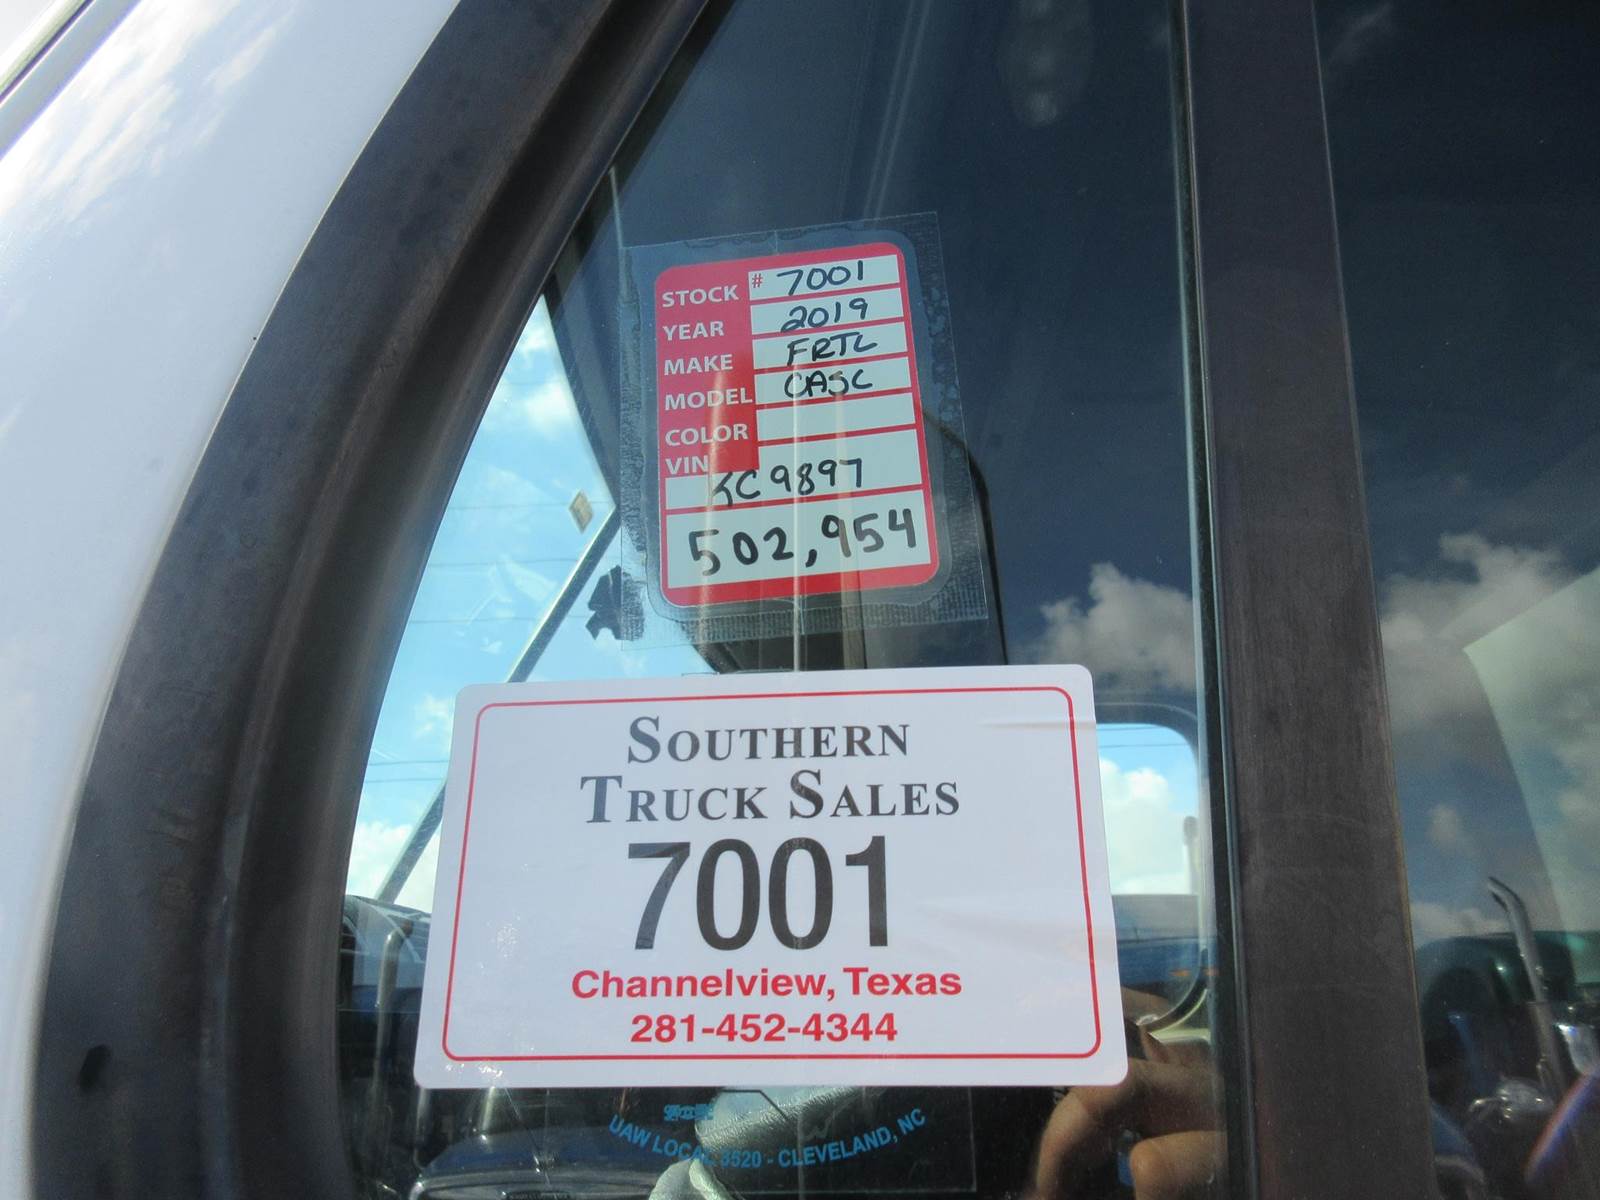 STOCK # 7001
YEAR 2019
MAKE FRTL
MODEL CASC
COLOR
VIN
KC9897
502,954
SOUTHERN
TRUCK SALES
7001
Channelview, Texas
281-452-4344
UAW LOCAL 3520 - CLEVELAND, NC